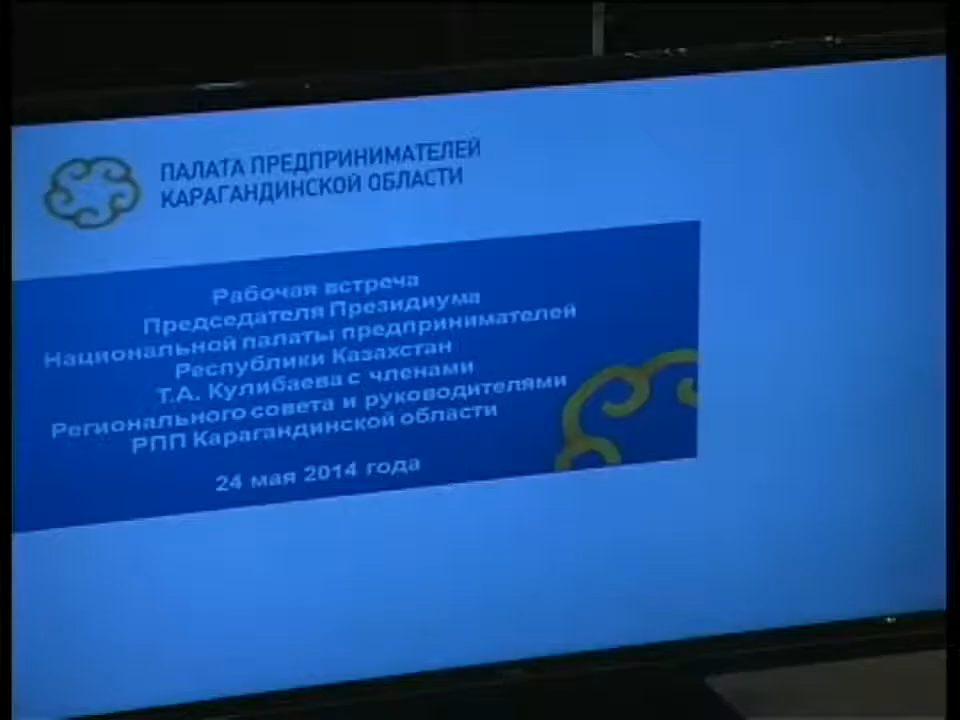 ПАЛАТА ПРЕДПРИНИМАТЕЛЕЙ
КАРАГАНДИНСКОЙ ОБЛАСТИ
Рабочая встреча
Председателя Президиума
Национальной палаты предпринимателей
Республики Казахстан
Т.А. Кулибаева с членами
Регионального совета и руководителями
РПП Карагандинской области
24 мая 2014 года